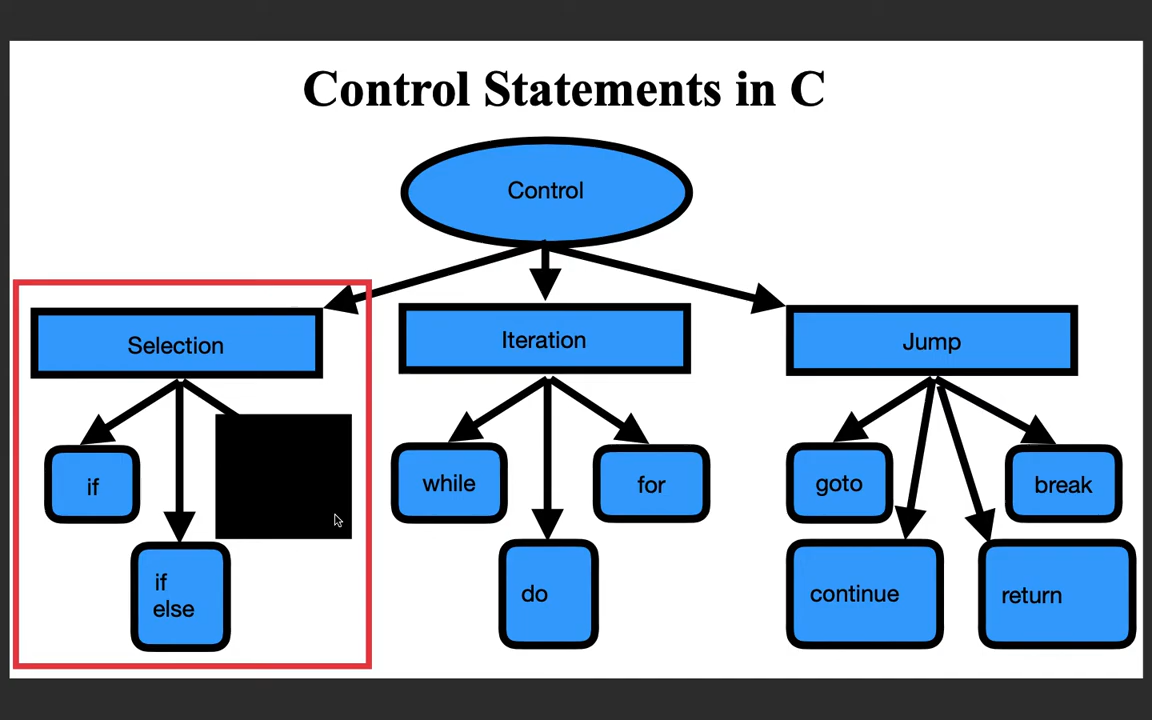 Control Statements in C
Control
Selection
Iteration
Jump
if
while
for
goto
break
if
else
do
continue
return